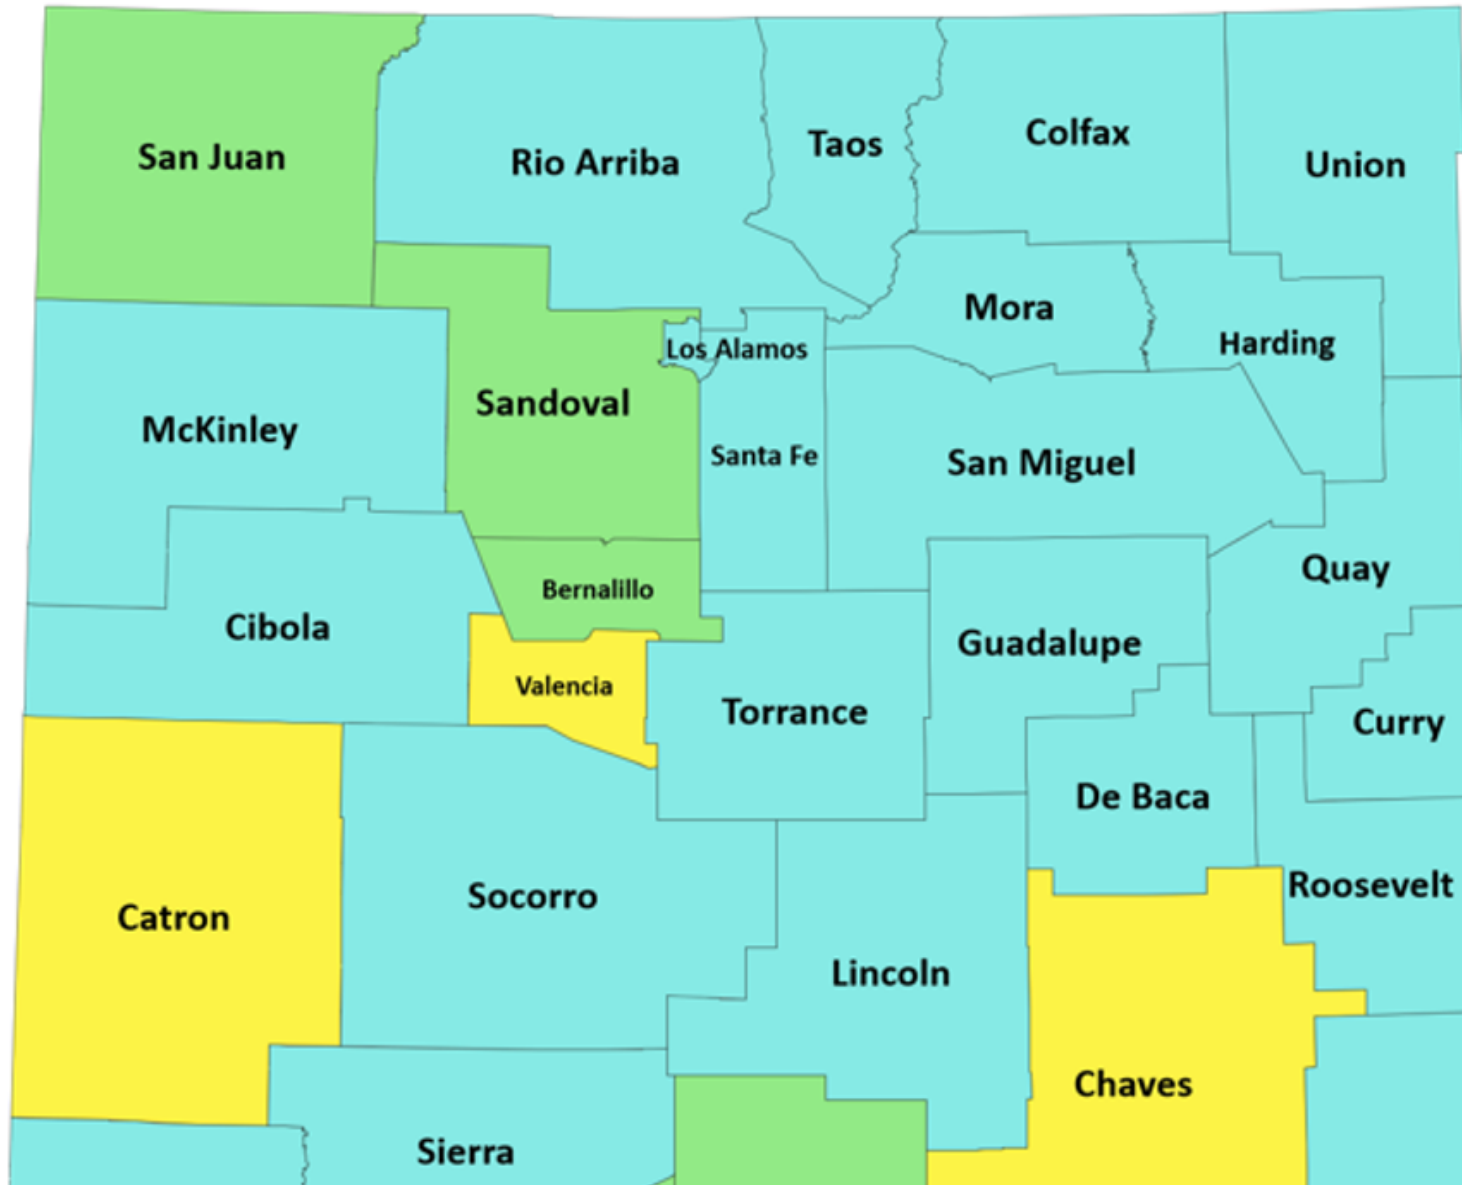 San Juan
Rio Arriba
Taos
Colfax
Union
Mora
Harding
Los Alamos
Sandoval
McKinley
Santa Fe
San Miguel
Quay
Bernalillo
Cibola
Guadalupe
Valencia
Torrance
Curry
De Baca
Roosevelt
Socorro
Catron
Lincoln
Chaves
Sierra